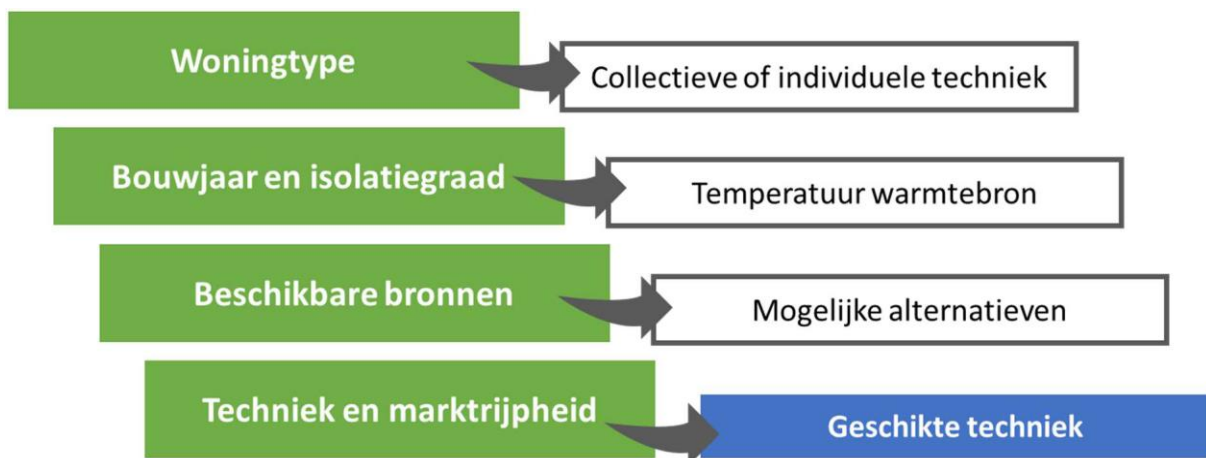 Woningtype
Collectieve of individuele techniek
Bouwjaar en isolatiegraad
Temperatuur warmtebron
Beschikbare bronnen
Mogelijke alternatieven
Techniek en marktrijpheid
Geschikte techniek